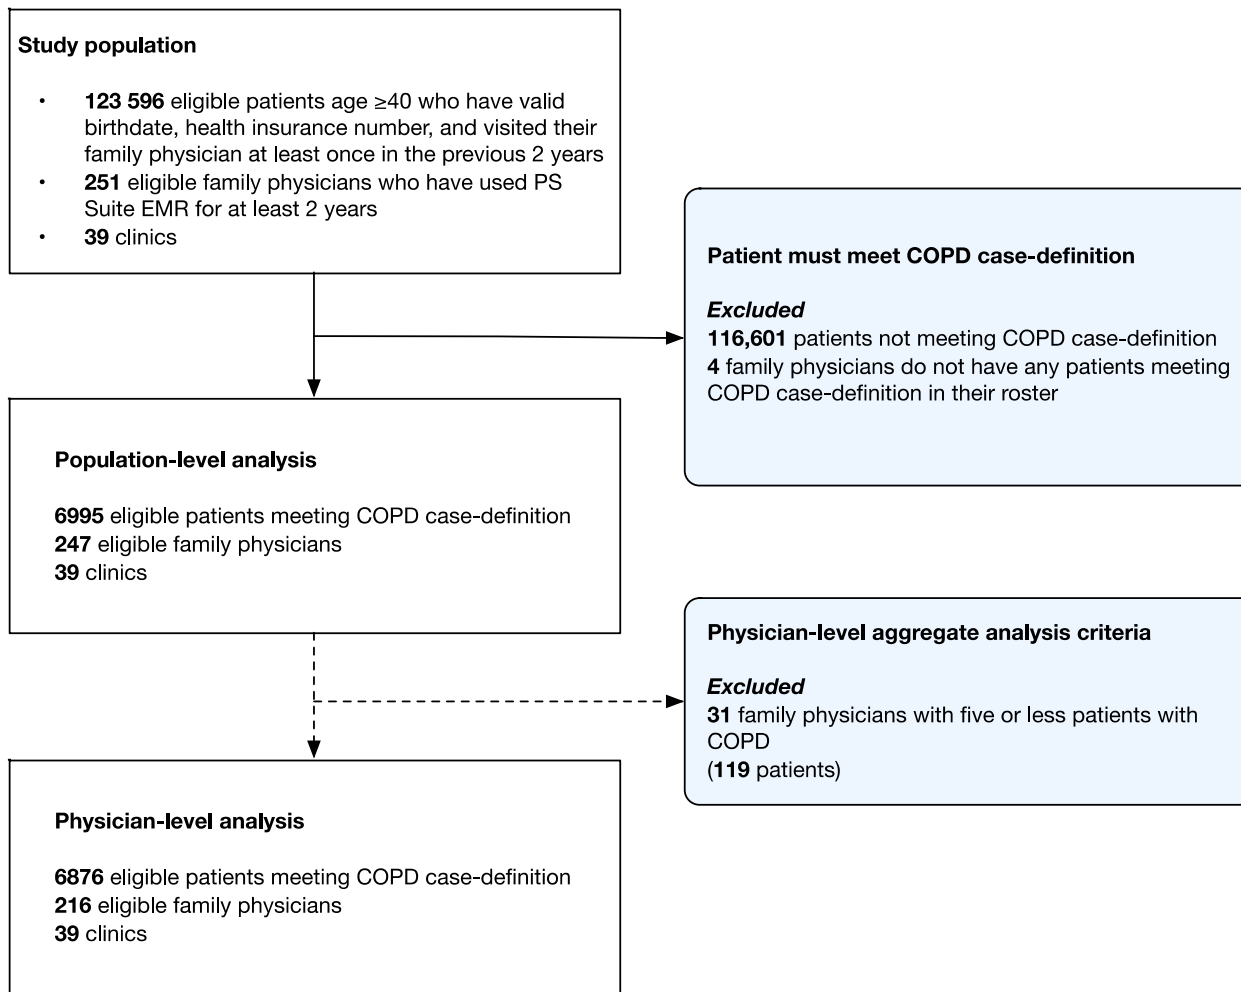 Study population
• 123 596 eligible patients age ≥40 who have valid
birthdate, health insurance number, and visited their
family physician at least once in the previous 2 years
• 251 eligible family physicians who have used PS
Suite EMR for at least 2 years
• 39 clinics
Patient must meet COPD case-definition
Excluded
116,601 patients not meeting COPD case-definition
4 family physicians do not have any patients meeting
COPD case-definition in their roster
Population-level analysis
6995 eligible patients meeting COPD case-definition
247 eligible family physicians
39 clinics
Physician-level aggregate analysis criteria
Excluded
31 family physicians with five or less patients with
COPD
(119 patients)
Physician-level analysis
6876 eligible patients meeting COPD case-definition
216 eligible family physicians
39 clinics